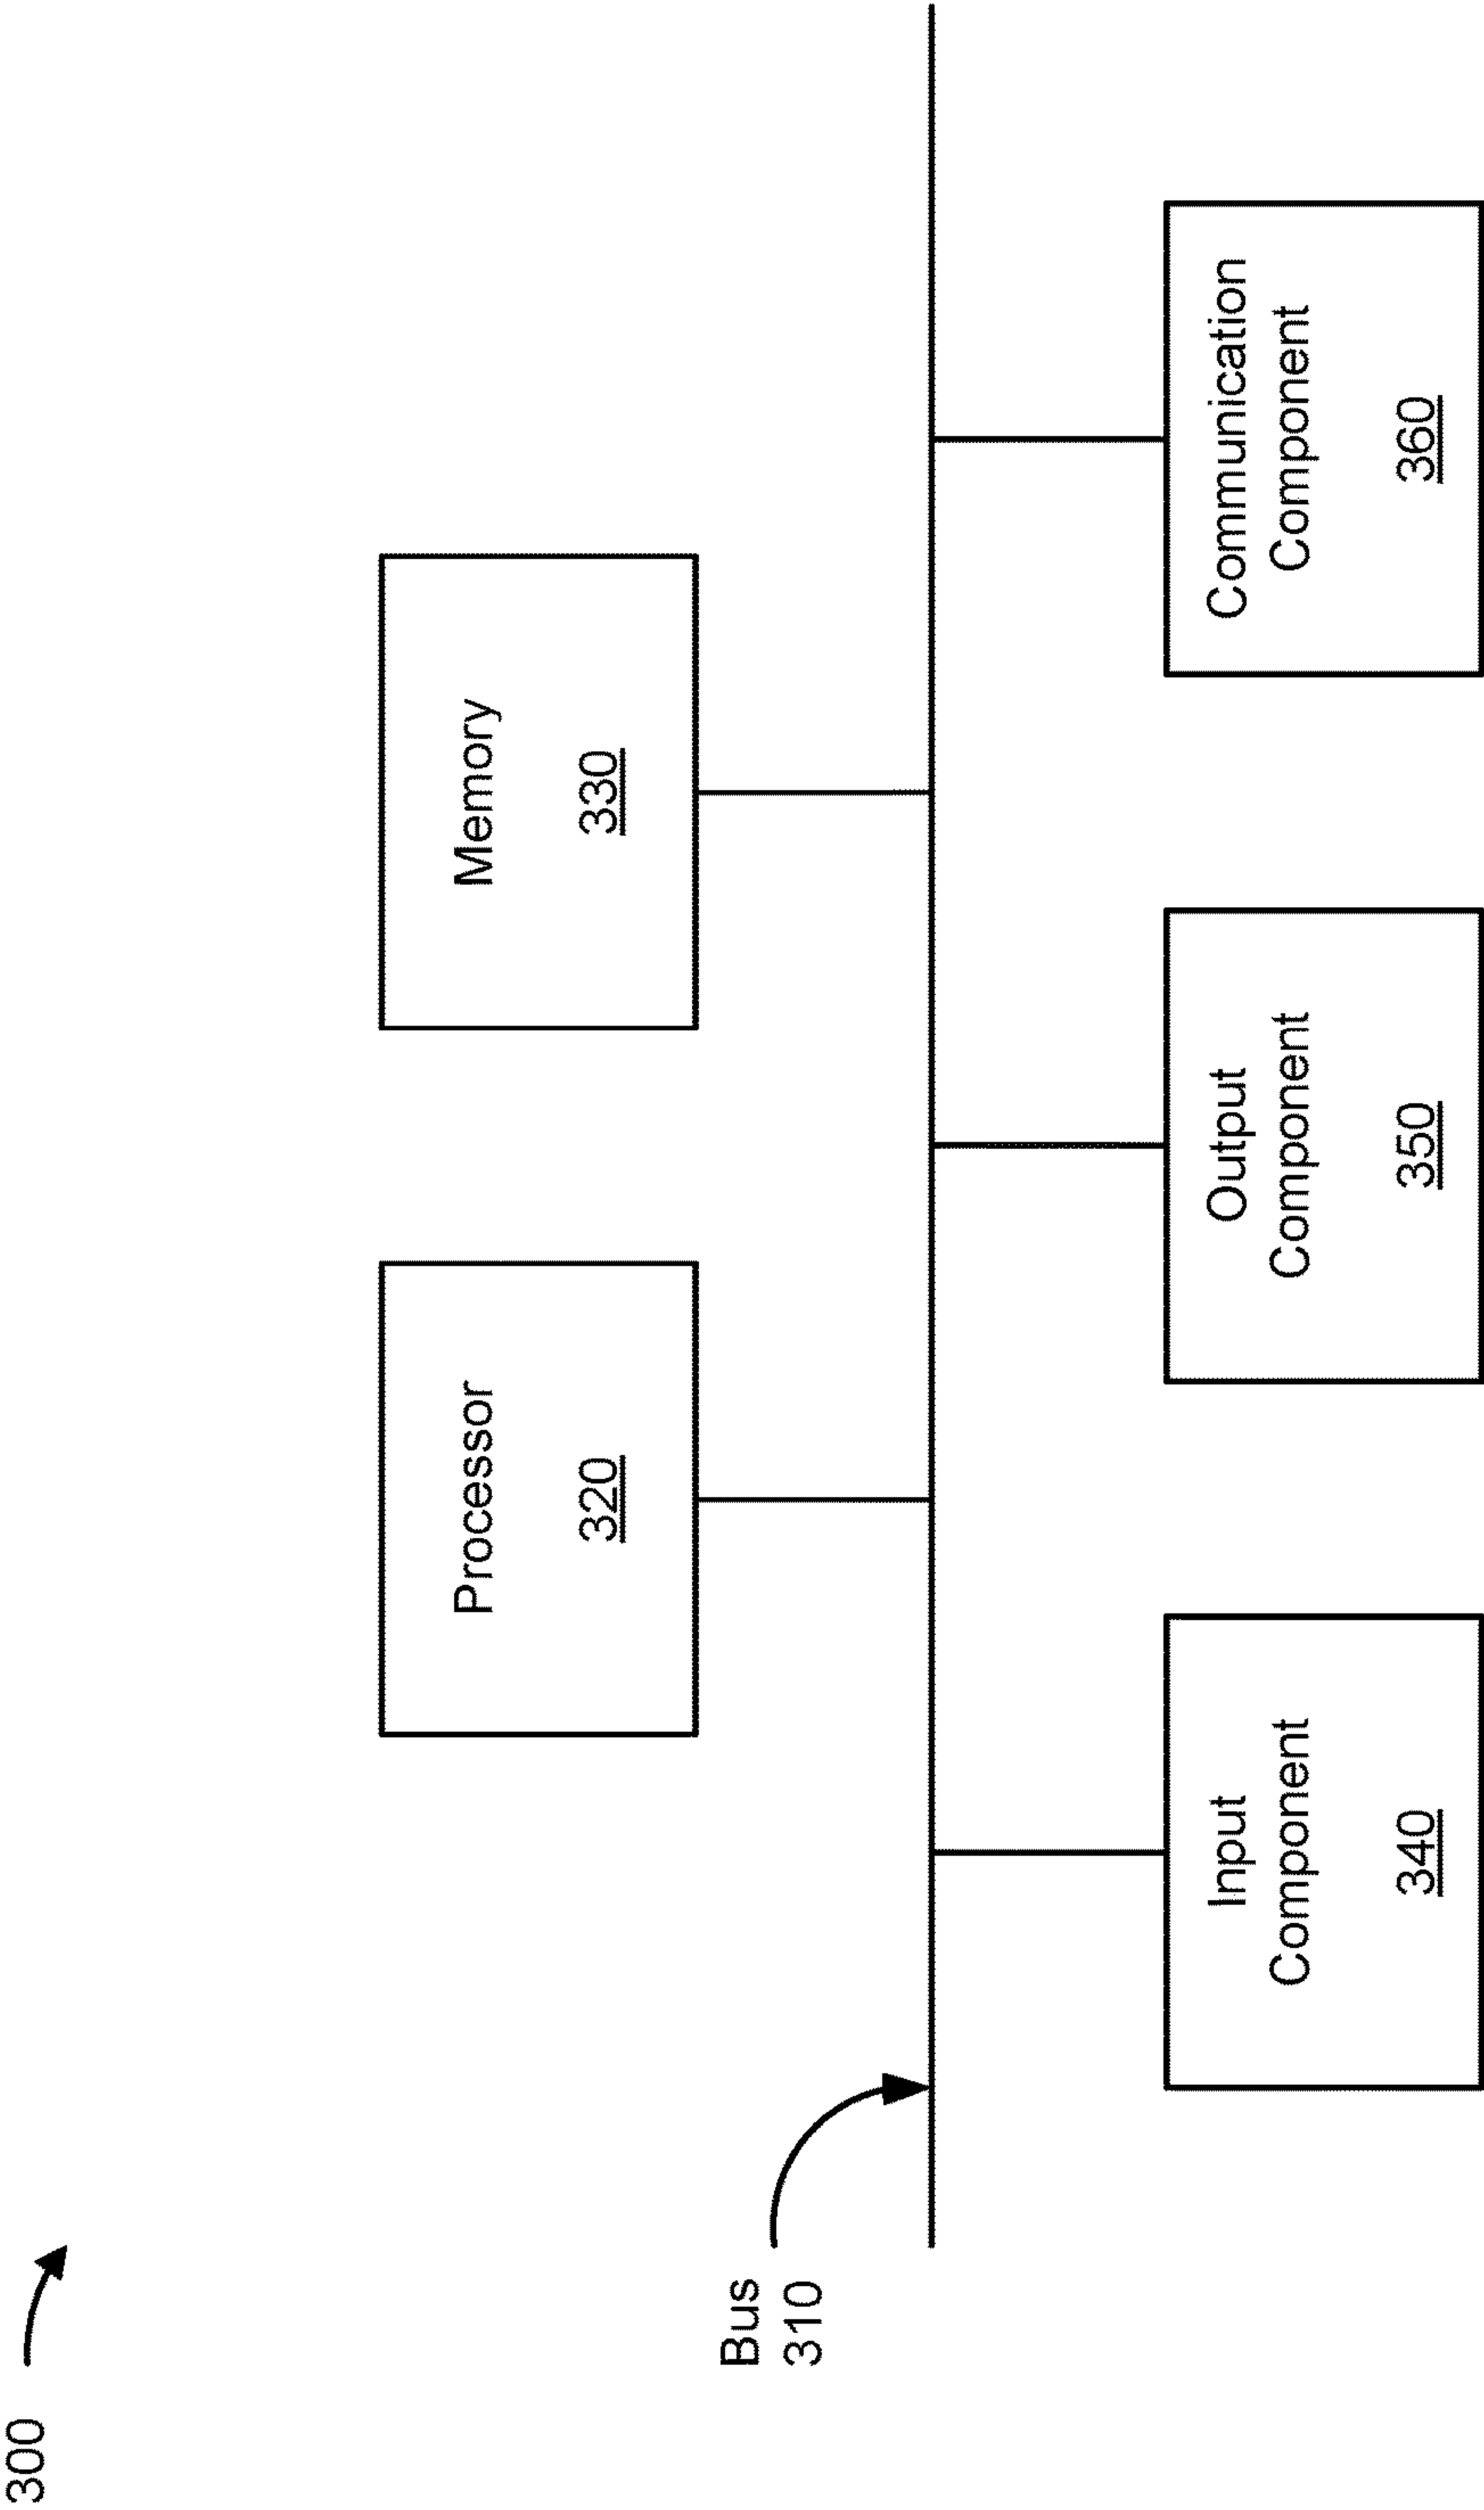 300
Processor
320
Memory
330
Bus
310
Input
Component
340
Output
Component
350
Communication
Component
360